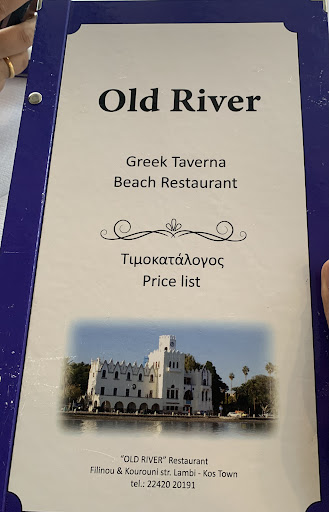 Old River
Greek Taverna
Beach Restaurant
Τιμοκατάλογος
Price list
“OLD RIVER” Restaurant
Filinou & Kourouni str. Lambi - Kos Town
tel.: 22420 20191